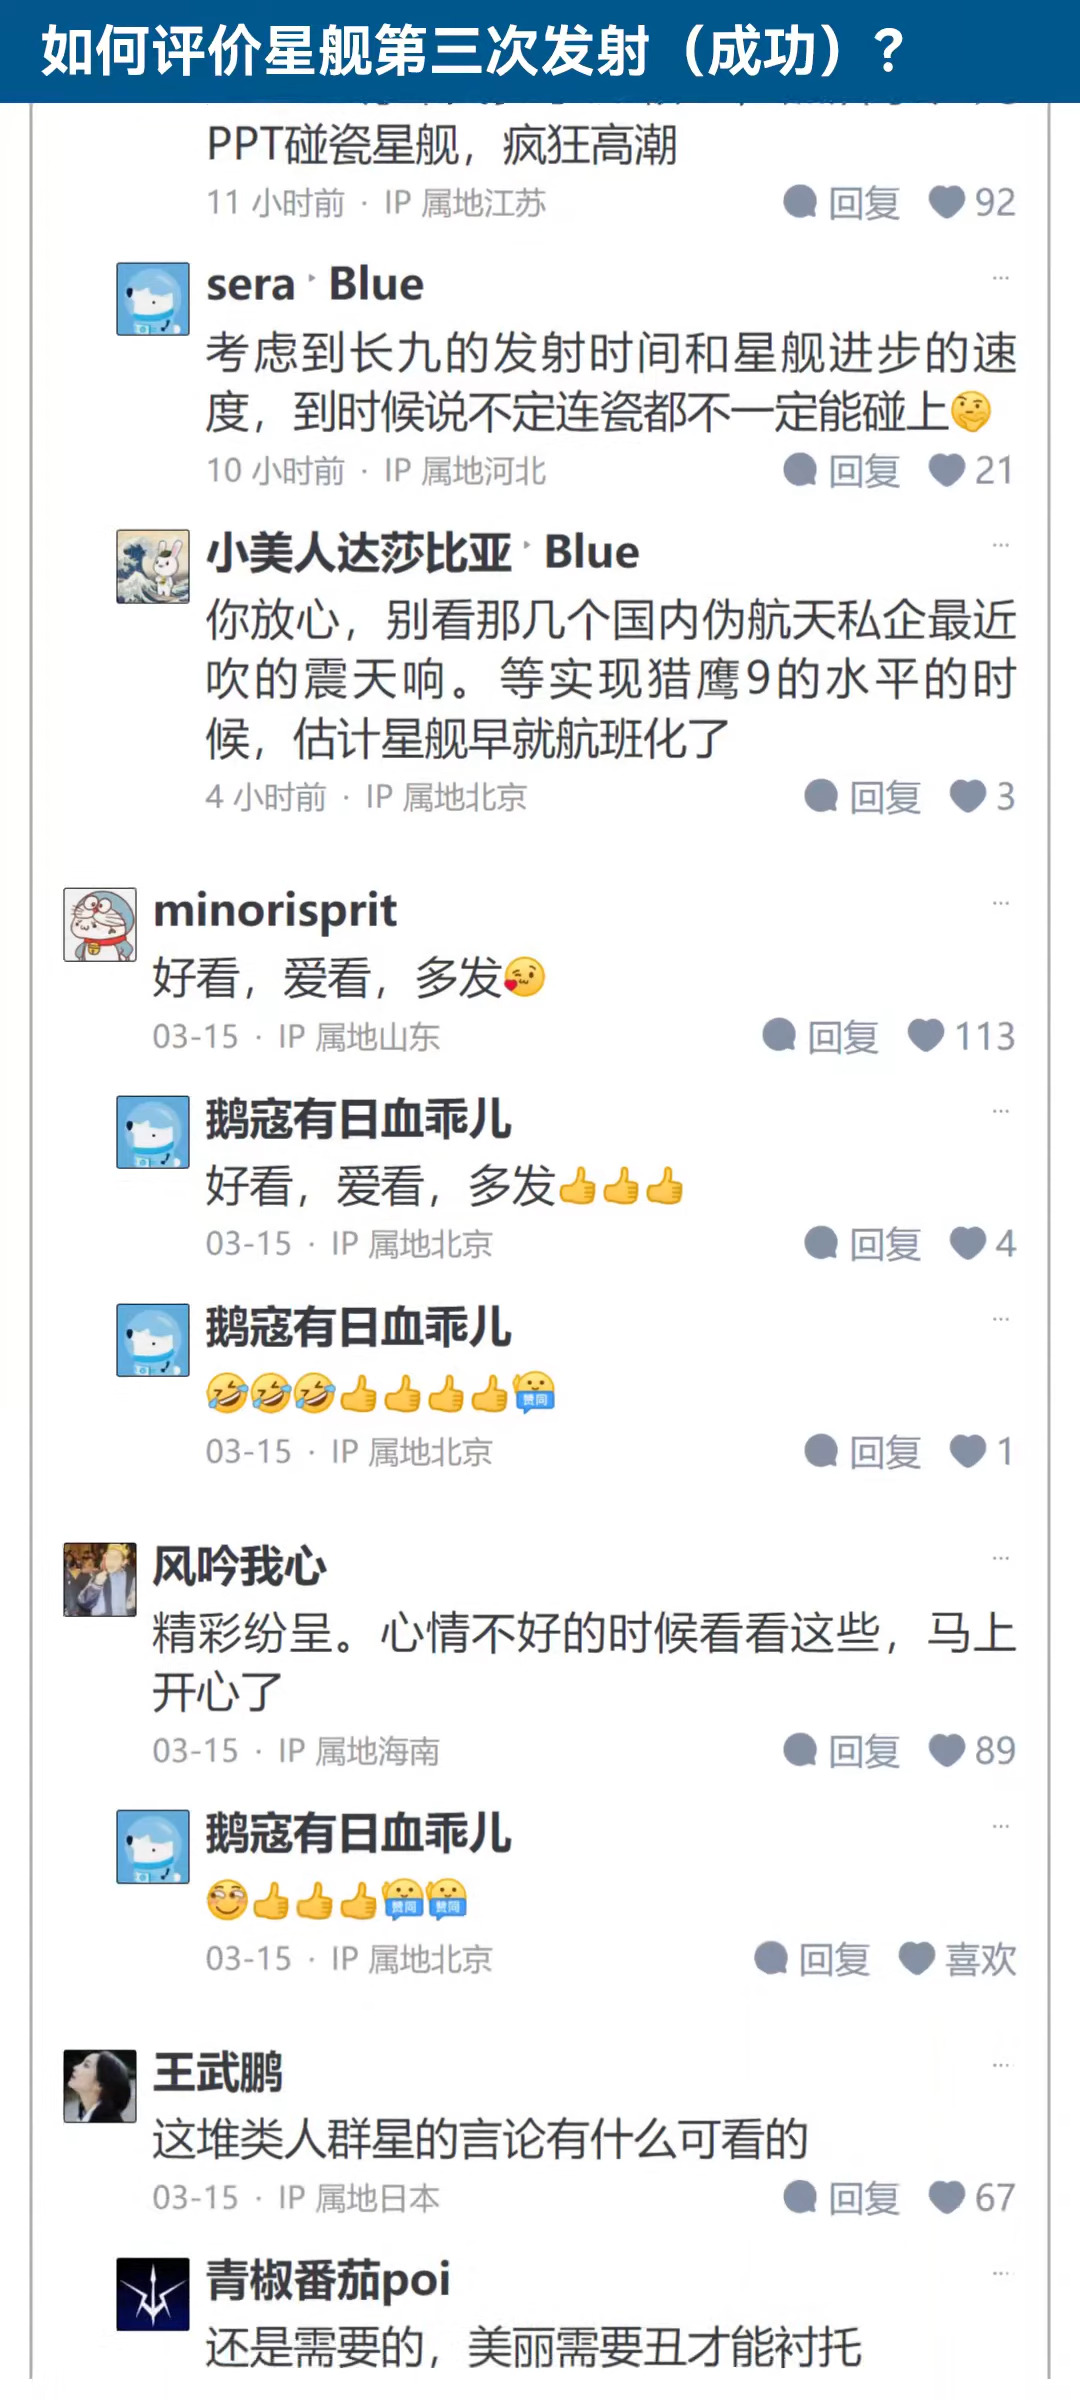 如何评价星舰第三次发射（成功）？
PPT碰瓷星舰，疯狂高潮
11 小时前 · IP 属地江苏 回复 92
sera Blue
考虑到长九的发射时间和星舰进步的速
度，到时候说不定连瓷都不一定能碰上🤔
10 小时前 · IP 属地河北 回复 21
小美人达莎比亚 Blue
你放心，别看那几个国内伪航天私企最近
吹的震天响。等实现猎鹰9的水平的时
候，估计星舰早就航班化了
4 小时前 · IP 属地北京 回复 3
minorisprit
好看，爱看，多发
03-15 · IP 属地山东 回复 113
鹅寇有日血乖儿
好看，爱看，多发👍👍👍
03-15 · IP 属地北京 回复 4
鹅寇有日血乖儿
🤣🤣🤣👍👍👍👍赞同
03-15 · IP 属地北京 回复 1
风吟我心
精彩纷呈。心情不好的时候看看这些，马上
开心了
03-15 · IP 属地海南 回复 89
鹅寇有日血乖儿
👍👍👍赞同赞同
03-15 · IP 属地北京 回复 喜欢
王武鹏
这堆类人群星的言论有什么可看的
03-15 · IP 属地日本 回复 67
青椒番茄poi
还是需要的，美丽需要丑才能衬托